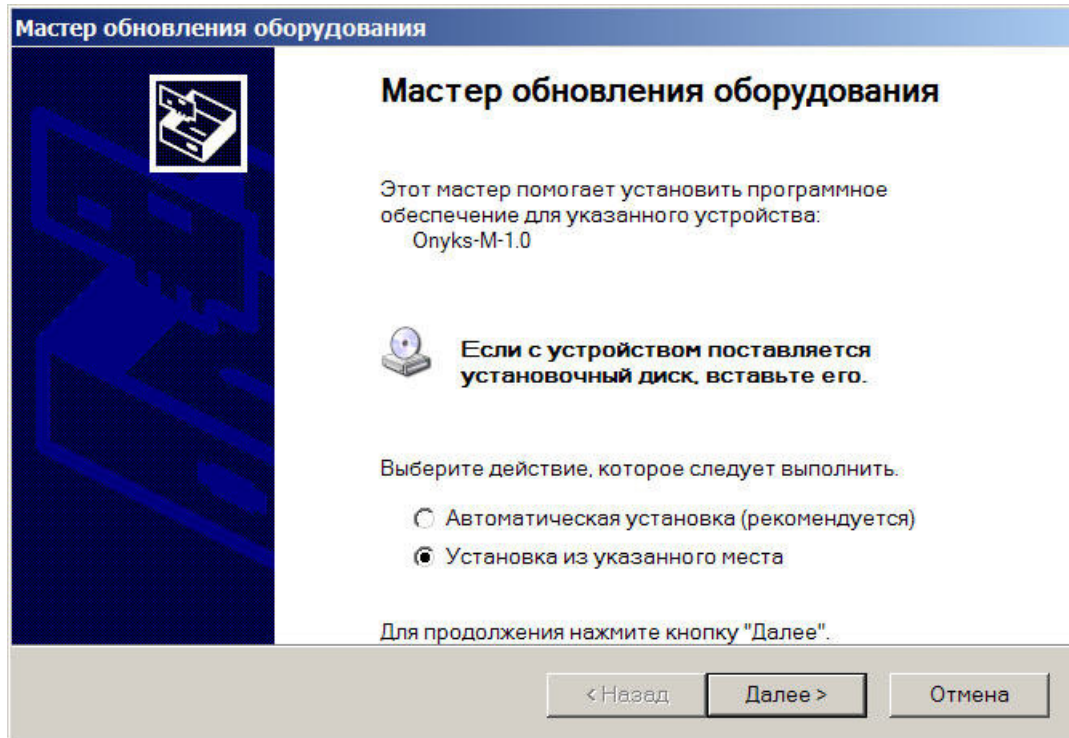 Мастер обновления оборудования
Мастер обновления оборудования
Этот мастер помогает установить программное
обеспечение для указанного устройства:
Onyks-M-1.0
Если с устройством поставляется
установочный диск, вставьте его.
Выберите действие, которое следует выполнить.
Автоматическая установка (рекомендуется)
Установка из указанного места
Для продолжения нажмите кнопку "Далее".
< Назад Далее > Отмена